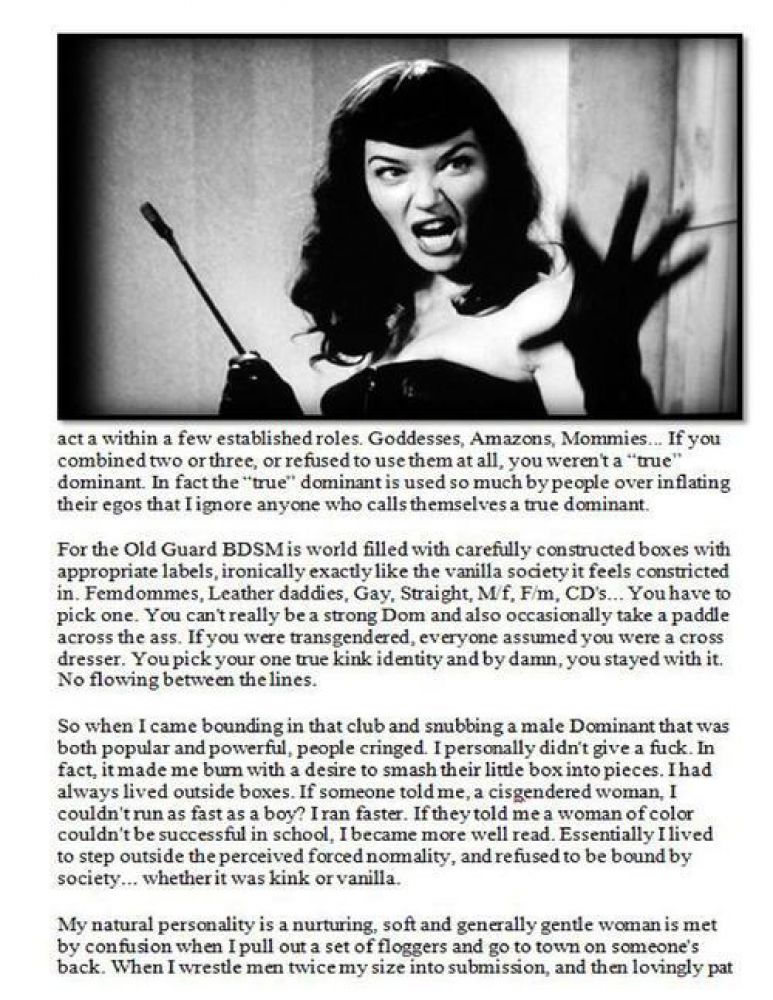 act a within a few established roles. Goddesses, Amazons, Mommies... If you
combined two or three, or refused to use them at all, you weren't a “true”
dominant. In fact the “true” dominant is used so much by people over inflating
their egos that I ignore anyone who calls themselves a true dominant.
For the Old Guard BDSM is world filled with carefully constructed boxes with
appropriate labels, ironically exactly like the vanilla society it feels constricted
in. Femdommes, Leather daddies, Gay, Straight, M/f, F/m, CD's... You have to
pick one. You can't really be a strong Dom and also occasionally take a paddle
across the ass. If you were transgendered, everyone assumed you were a cross
dresser. You pick your one true kink identity and by damn, you stayed with it.
No flowing between the lines.
So when I came bounding in that club and snubbing a male Dominant that was
both popular and powerful, people cringed. I personally didn't give a fuck. In
fact, it made me burn with a desire to smash their little box into pieces. I had
always lived outside boxes. If someone told me, a cisgendered woman, I
couldn't run as fast as a boy? I ran faster. If they told me a woman of color
couldn't be successful in school, I became more well read. Essentially I lived
to step outside the perceived forced normality, and refused to be bound by
society... whether it was kink or vanilla.
My natural personality is a nurturing, soft and generally gentle woman is met
by confusion when I pull out a set of floggers and go to town on someone's
back. When I wrestle men twice my size into submission, and then lovingly pat